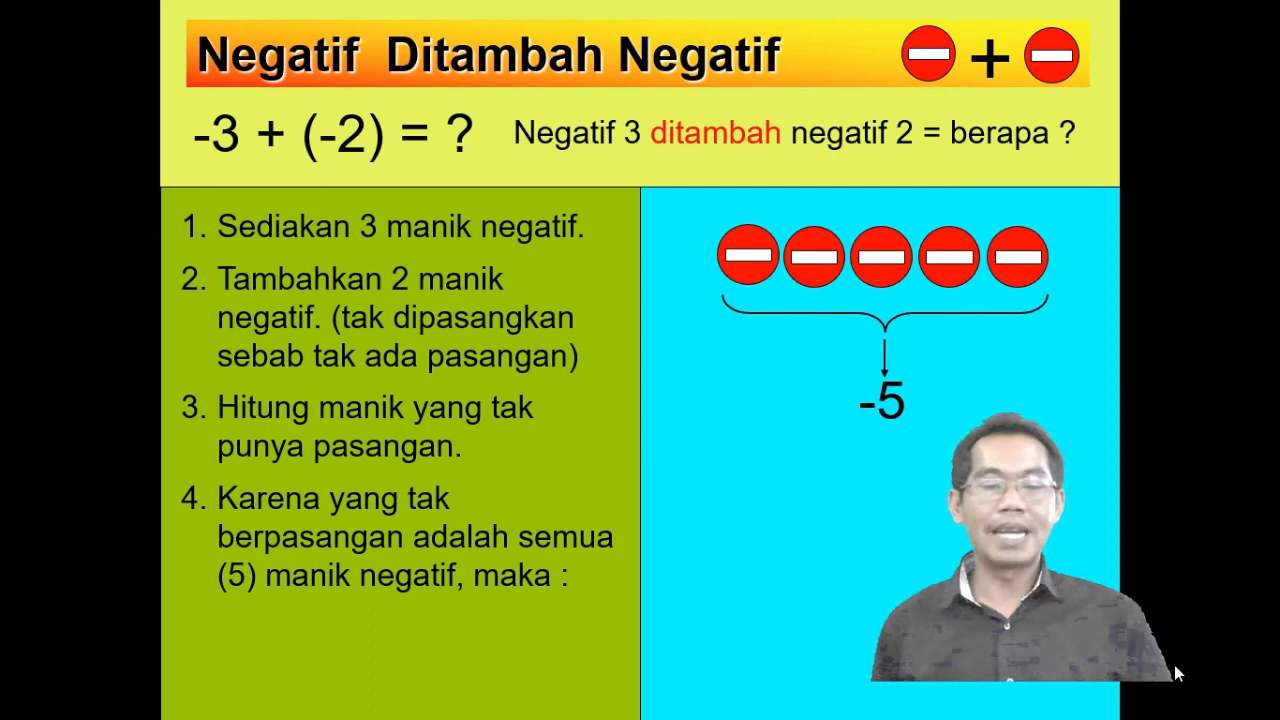 Negatif Ditambah Negatif +
-3 + (-2) = ? Negatif 3 ditambah negatif 2 = berapa ?
1. Sediakan 3 manik negatif.
2. Tambahkan 2 manik
negatif. (tak dipasangkan
sebab tak ada pasangan)
3. Hitung manik yang tak
punya pasangan.
4. Karena yang tak
berpasangan adalah semua
(5) manik negatif, maka :
-5